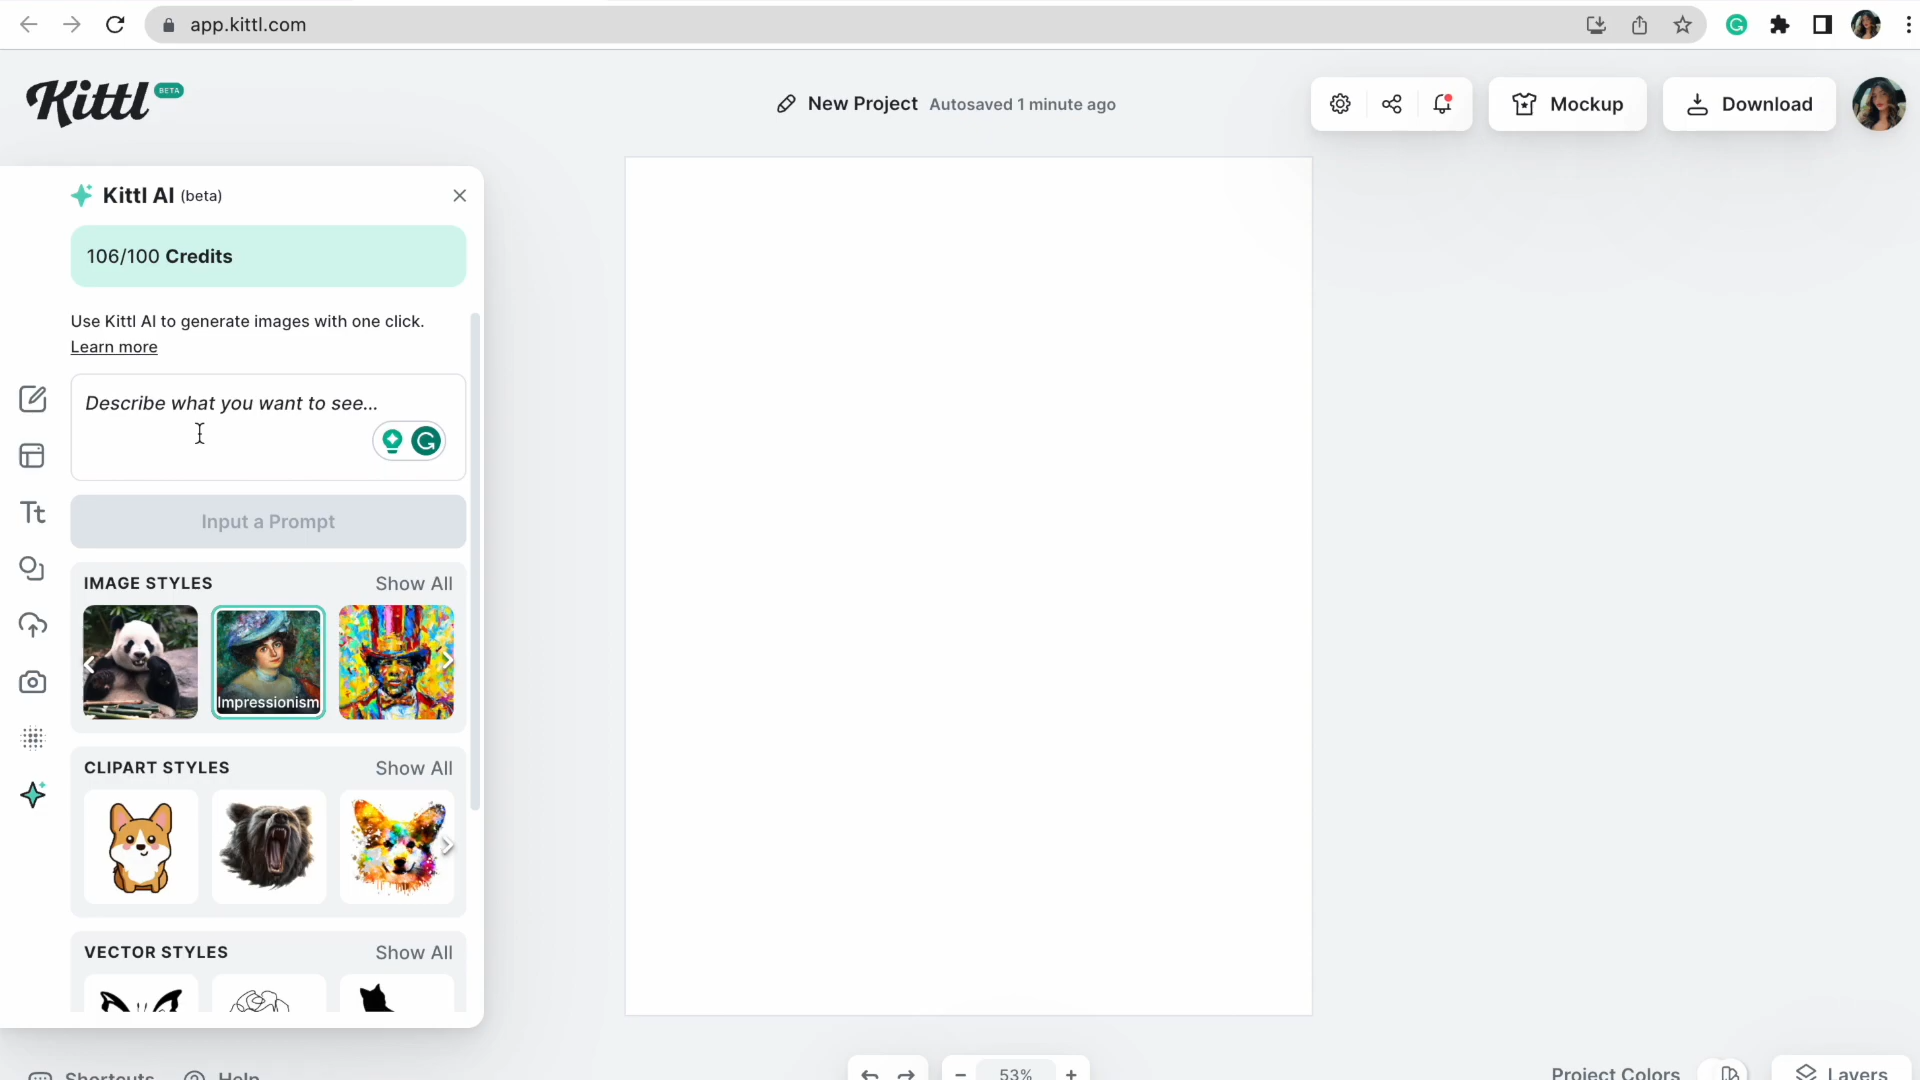 app.kittl.com
Kittl BETA
New Project Autosaved 1 minute ago
Mockup
Download
Kittl AI (beta)
106/100 Credits
Use Kittl AI to generate images with one click.
Learn more
Describe what you want to see...
Input a Prompt
IMAGE STYLES Show All
Impressionism
CLIPART STYLES Show All
VECTOR STYLES Show All
Shortcuts Help
53%
Project Colors
Layers